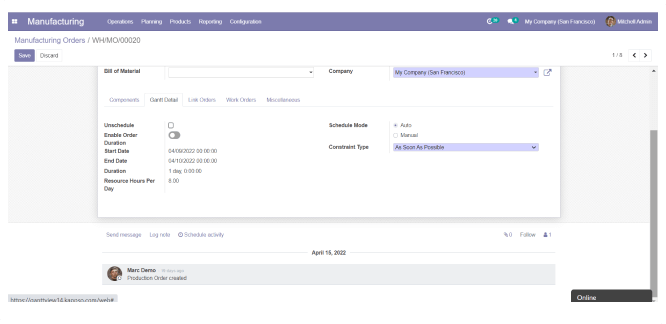 Manufacturing Operations Planning Products Reporting Configuration My Company (San Francisco) Mitchell Admin
Manufacturing Orders / WH/MO/00020
Save Discard 1 / 8
Bill of Material Company My Company (San Francisco)
Components Gantt Detail Link Orders Work Orders Miscellaneous
Unschedule Schedule Mode Auto
Enable Order Duration Manual
Start Date 04/09/2022 00:00:00 Constraint Type As Soon As Possible
End Date 04/10/2022 00:00:00
Duration 1 day, 0:00:00
Resource Hours Per Day 8.00
Send message Log note Schedule activity 0 Follow 1
April 15, 2022
Marc Demo
Production Order created
https://ganttview14.kaposo.com/web#
Online